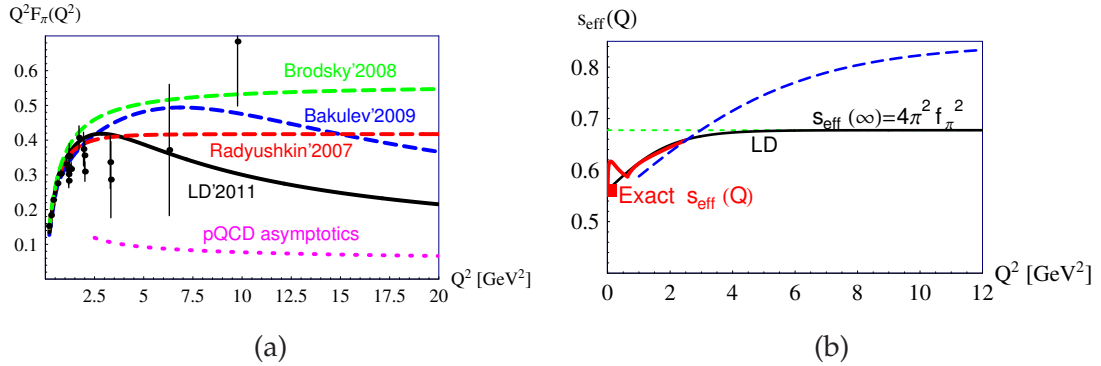 Q²Fπ(Q²)
0.6
0.5
0.4
0.3
0.2
0.1
Brodsky'2008
Bakulev'2009
Radyushkin'2007
LD'2011
pQCD asymptotics
Q² [GeV²]
2.5 5 7.5 10 12.5 15 17.5 20
(a)
s_eff(Q)
0.8
0.7
0.6
0.5
s_eff (∞)=4π² f_π²
LD
Exact s_eff (Q)
Q² [GeV²]
0 2 4 6 8 10 12
(b)